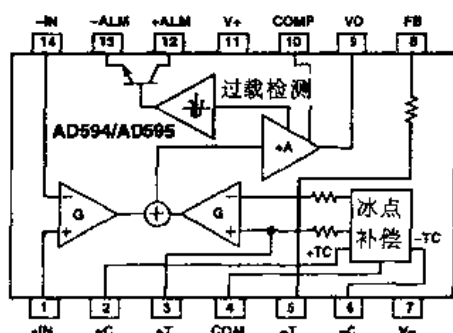 -IN -ALM +ALM V+ COMP VO FB
14 13 12 11 10 9 8
过载检测
AD594/AD595
+A
G G
冰点
补偿
+TC -TC
1 2 3 4 5 6 7
+IN +C +T COM -T -C V-